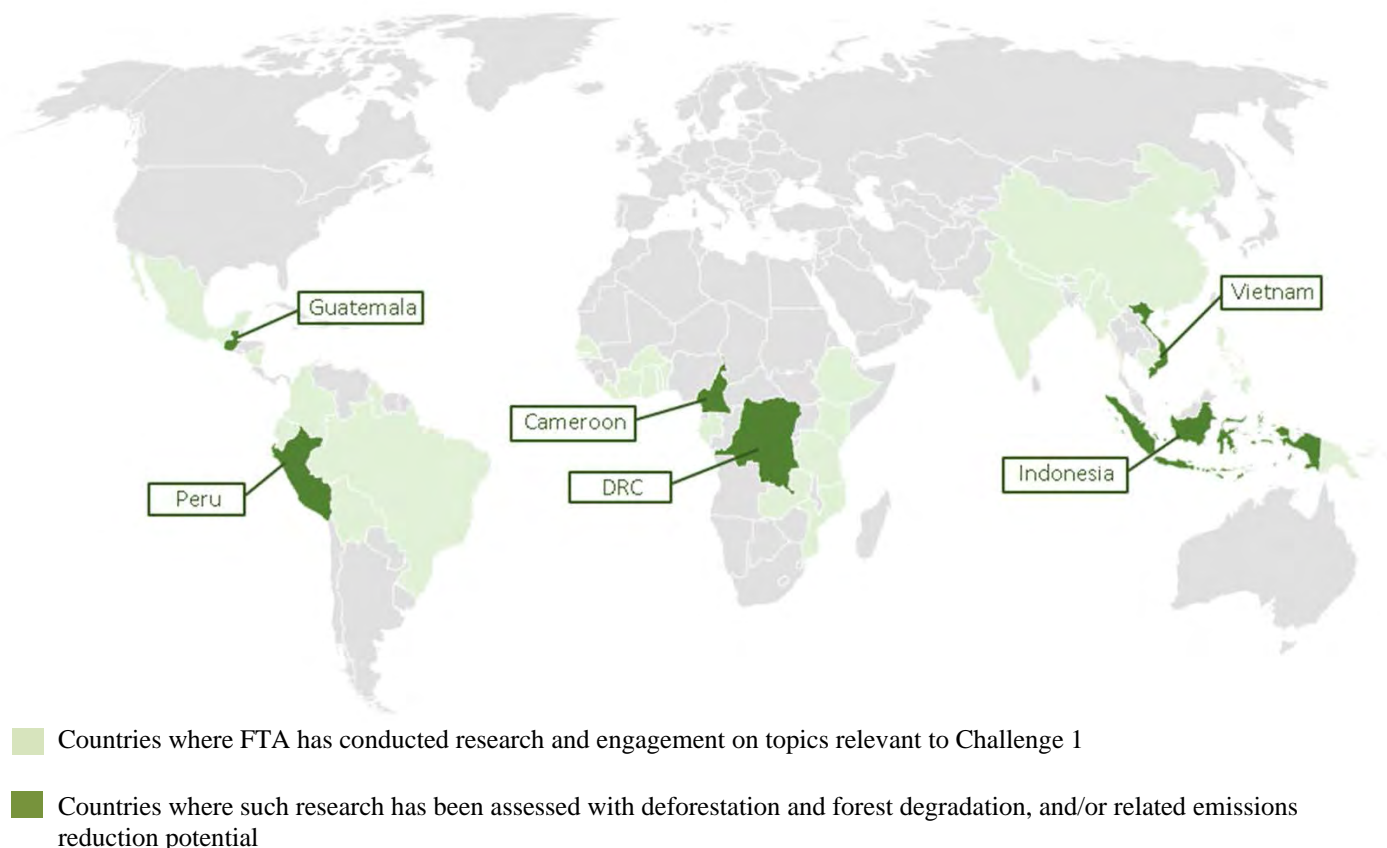 Guatemala
Vietnam
Cameroon
Indonesia
DRC
Peru
Countries where FTA has conducted research and engagement on topics relevant to Challenge 1
Countries where such research has been assessed with deforestation and forest degradation, and/or related emissions
reduction potential